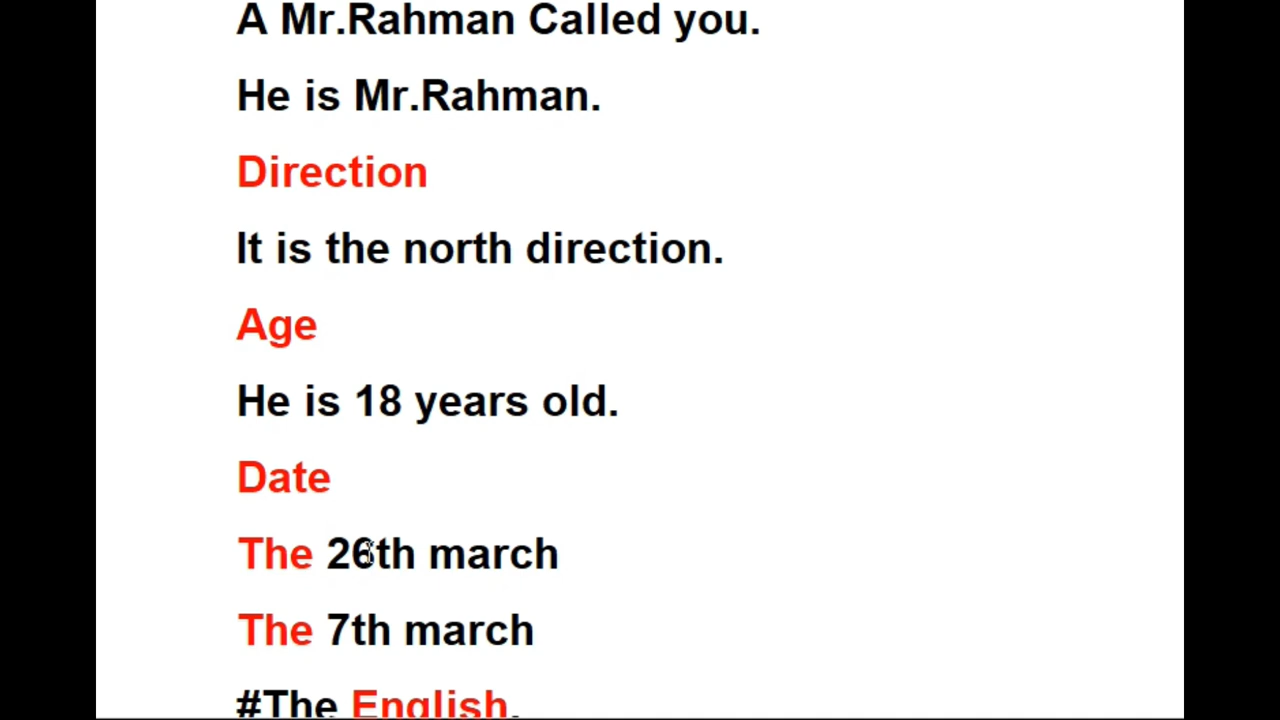 A Mr.Rahman Called you.
He is Mr.Rahman.
Direction
It is the north direction.
Age
He is 18 years old.
Date
The 26th march
The 7th march
#The English.